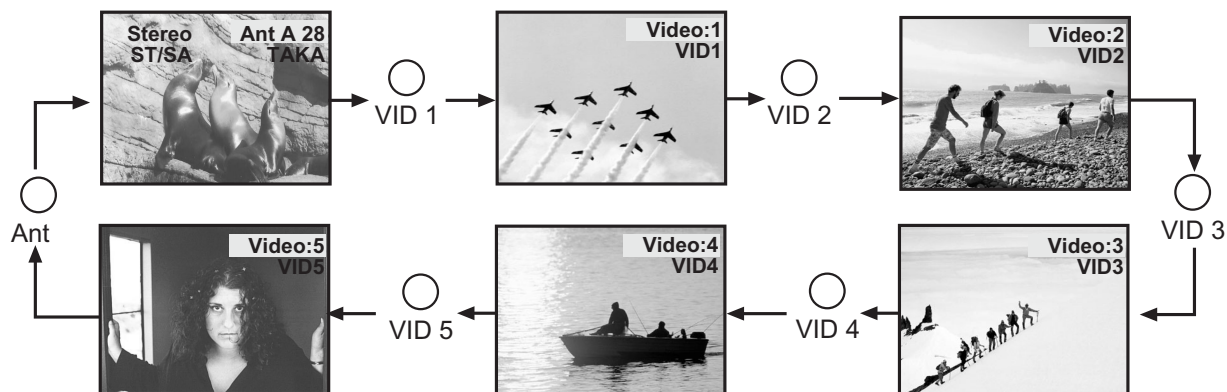 Stereo
ST/SA
Ant A 28
TAKA
VID 1
Video:1
VID1
VID 2
Video:2
VID2
VID 3
Video:3
VID3
VID 4
Video:4
VID4
VID 5
Video:5
VID5
Ant